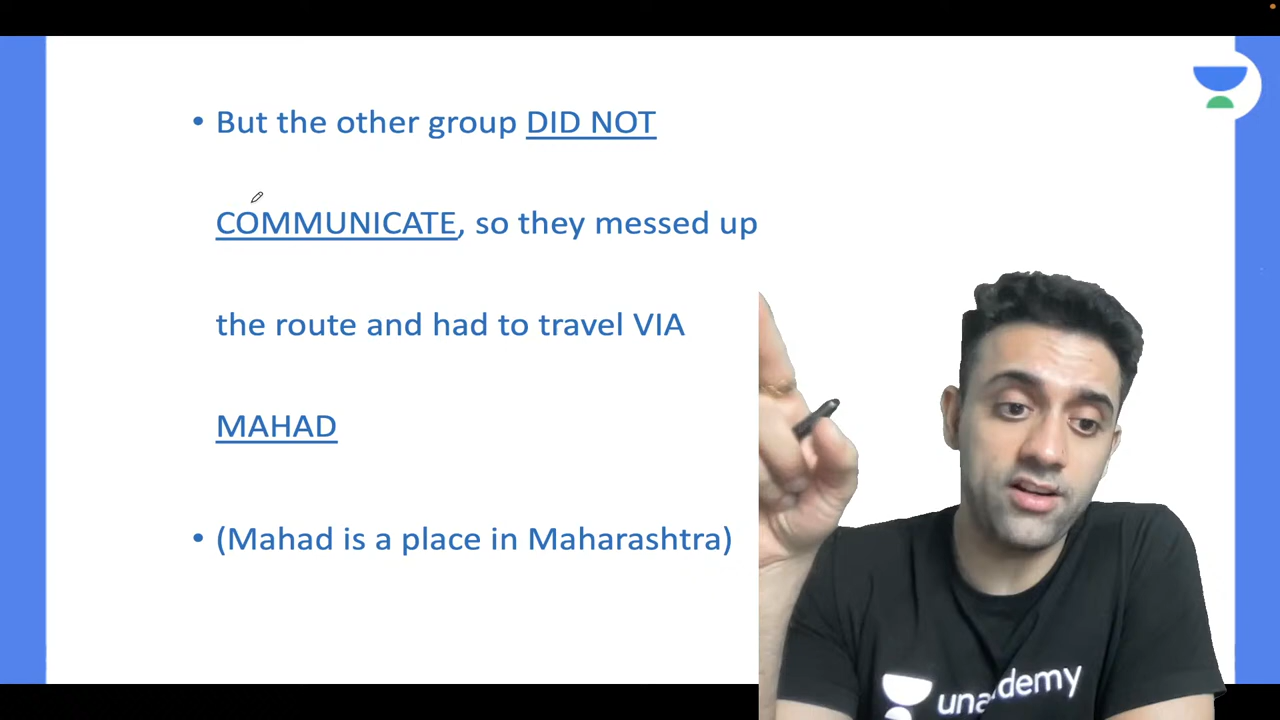 • But the other group DID NOT
COMMUNICATE, so they messed up
the route and had to travel VIA
MAHAD
• (Mahad is a place in Maharashtra)
unacademy